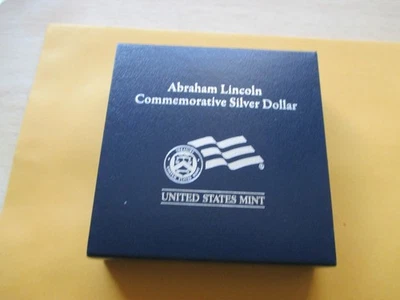 Abraham Lincoln
Commemorative Silver Dollar
UNITED STATES MINT